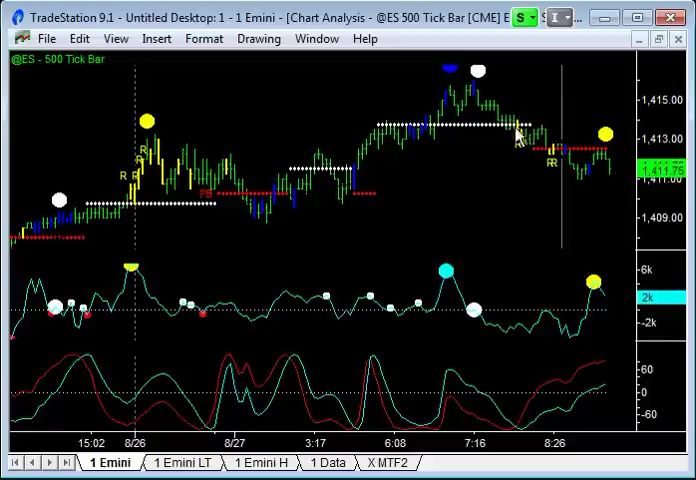 TradeStation 9.1 - Untitled Desktop: 1 - 1 Emini - [Chart Analysis - @ES 500 Tick Bar [CME] E
S
I
File Edit View Insert Format Drawing Window Help
@ES - 500 Tick Bar
1,415.00
1,413.00
1,411.75
1,411.00
1,409.00
R R R R
PB
R
RR
6k
2k
-2k
60
0
-60
15:02 8/26 8/27 3:17 6:08 7:16 8:26
1 Emini 1 Emini LT 1 Emini H 1 Data X MTF2